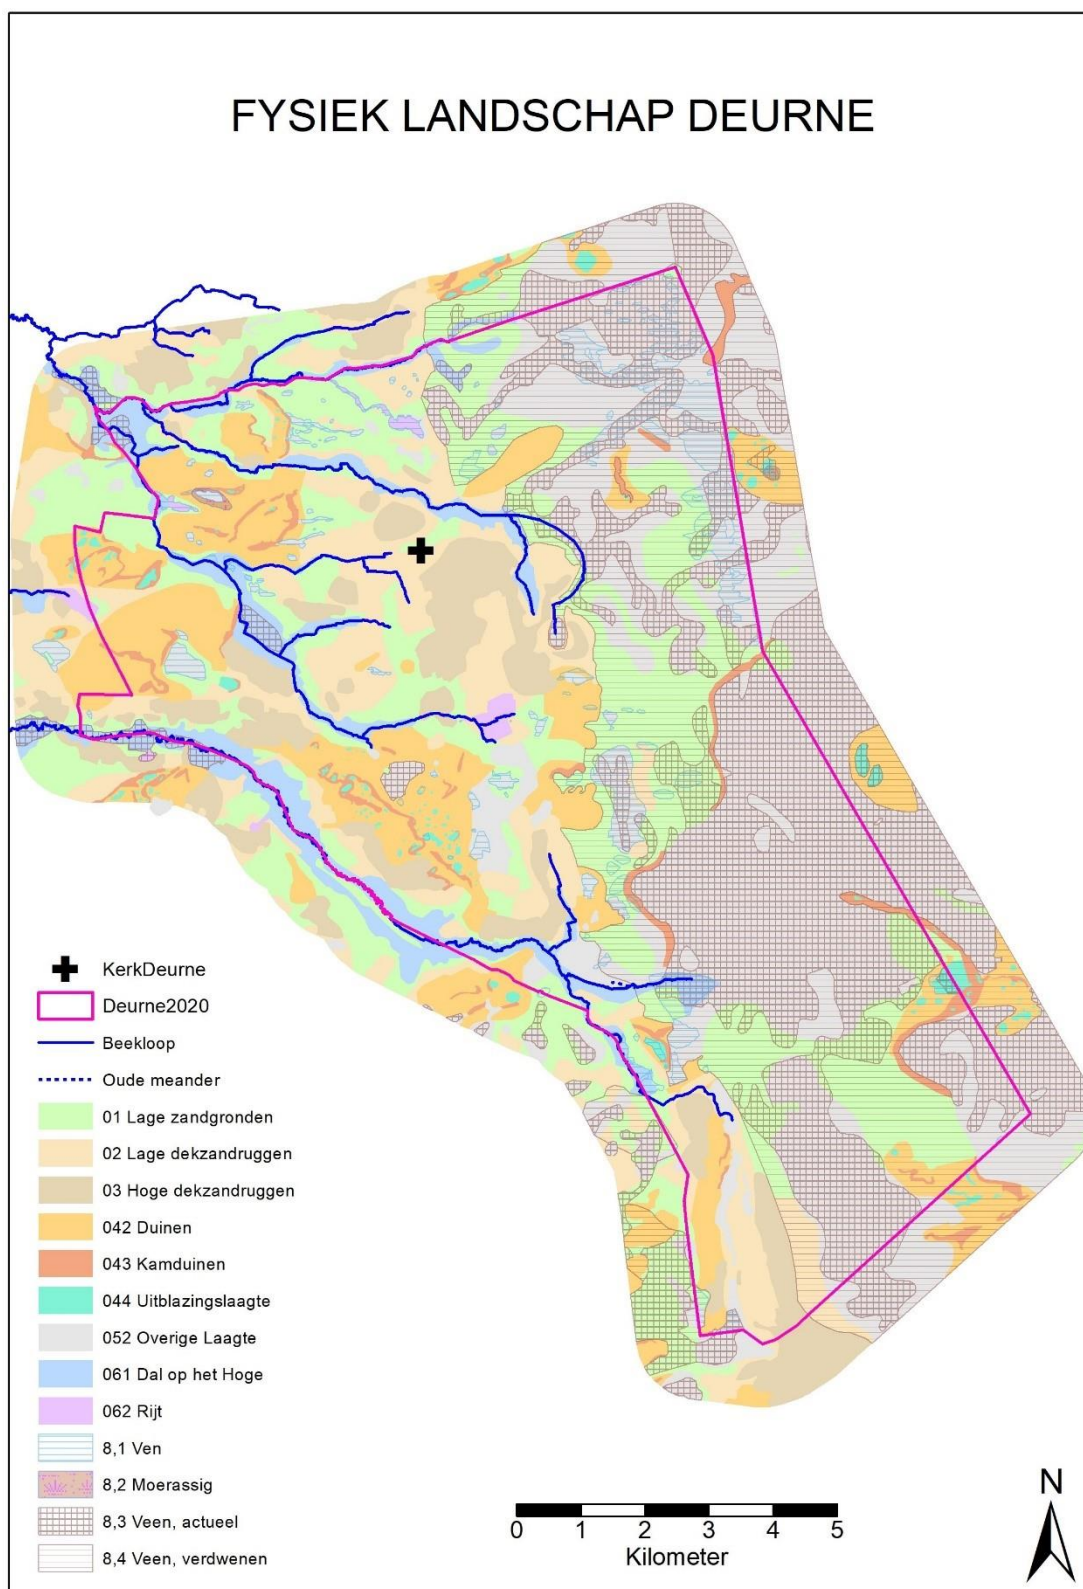 FYSIEK LANDSCHAP DEURNE
KerkDeurne
Deurne2020
Beekloop
Oude meander
01 Lage zandgronden
02 Lage dekzandruggen
03 Hoge dekzandruggen
042 Duinen
043 Kamduinen
044 Uitblazingslaagte
052 Overige Laagte
061 Dal op het Hoge
062 Rijt
8,1 Ven
8,2 Moerassig
8,3 Veen, actueel
8,4 Veen, verdwenen
0 1 2 3 4 5
Kilometer
N